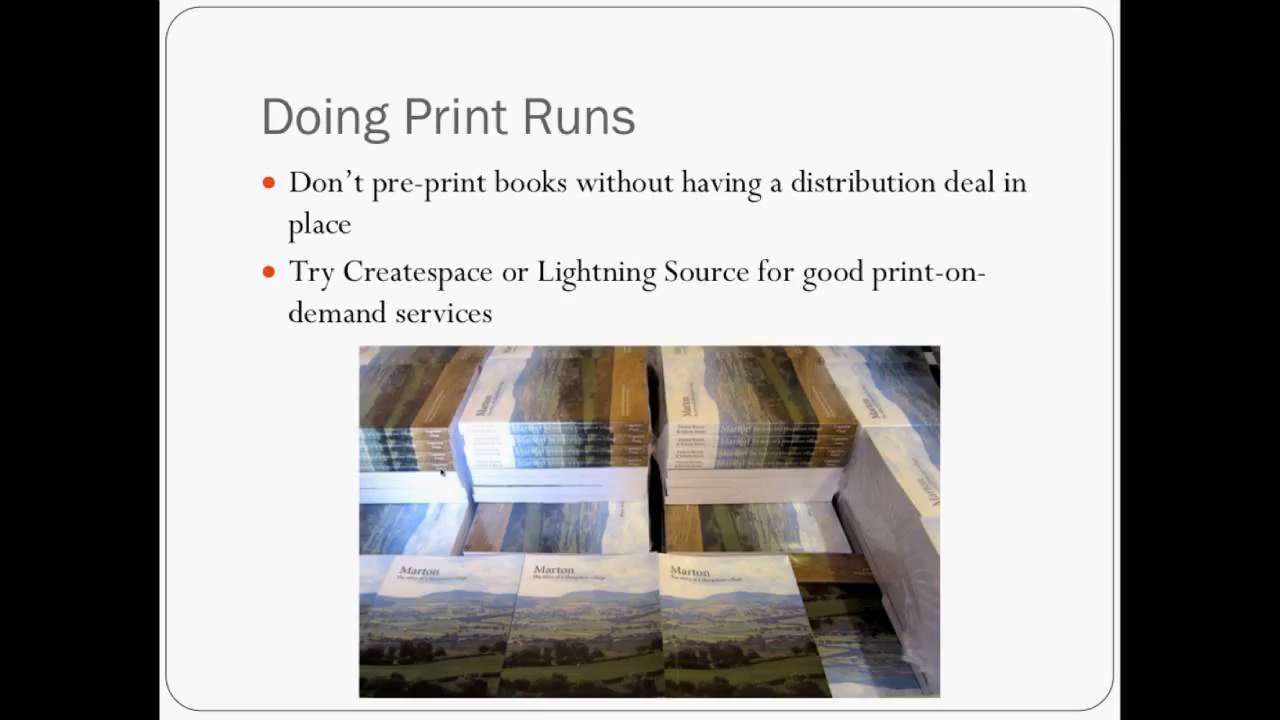 Doing Print Runs
Don’t pre-print books without having a distribution deal in
place
Try Createspace or Lightning Source for good print-on-
demand services
Marton
Marton
Marton